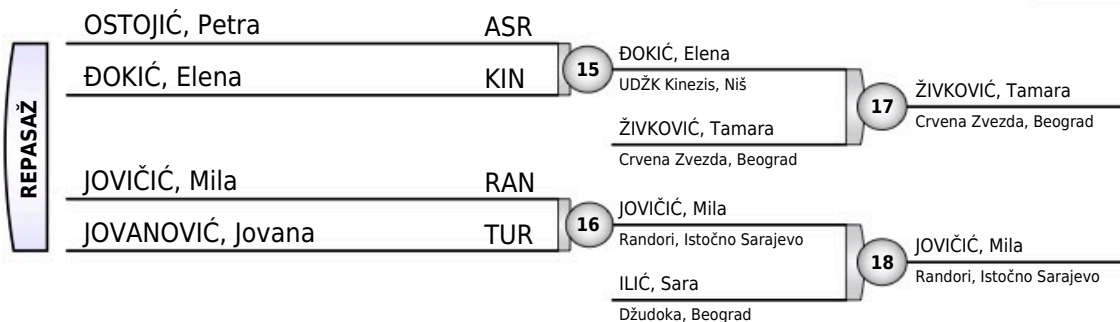 REPASAŽ
OSTOJIĆ, Petra ASR
ĐOKIĆ, Elena KIN
15
ĐOKIĆ, Elena
UDŽK Kinezis, Niš
ŽIVKOVIĆ, Tamara
Crvena Zvezda, Beograd
17
ŽIVKOVIĆ, Tamara
Crvena Zvezda, Beograd
JOVIČIĆ, Mila RAN
JOVANOVIĆ, Jovana TUR
16
JOVIČIĆ, Mila
Randori, Istočno Sarajevo
ILIĆ, Sara
Džudoka, Beograd
18
JOVIČIĆ, Mila
Randori, Istočno Sarajevo